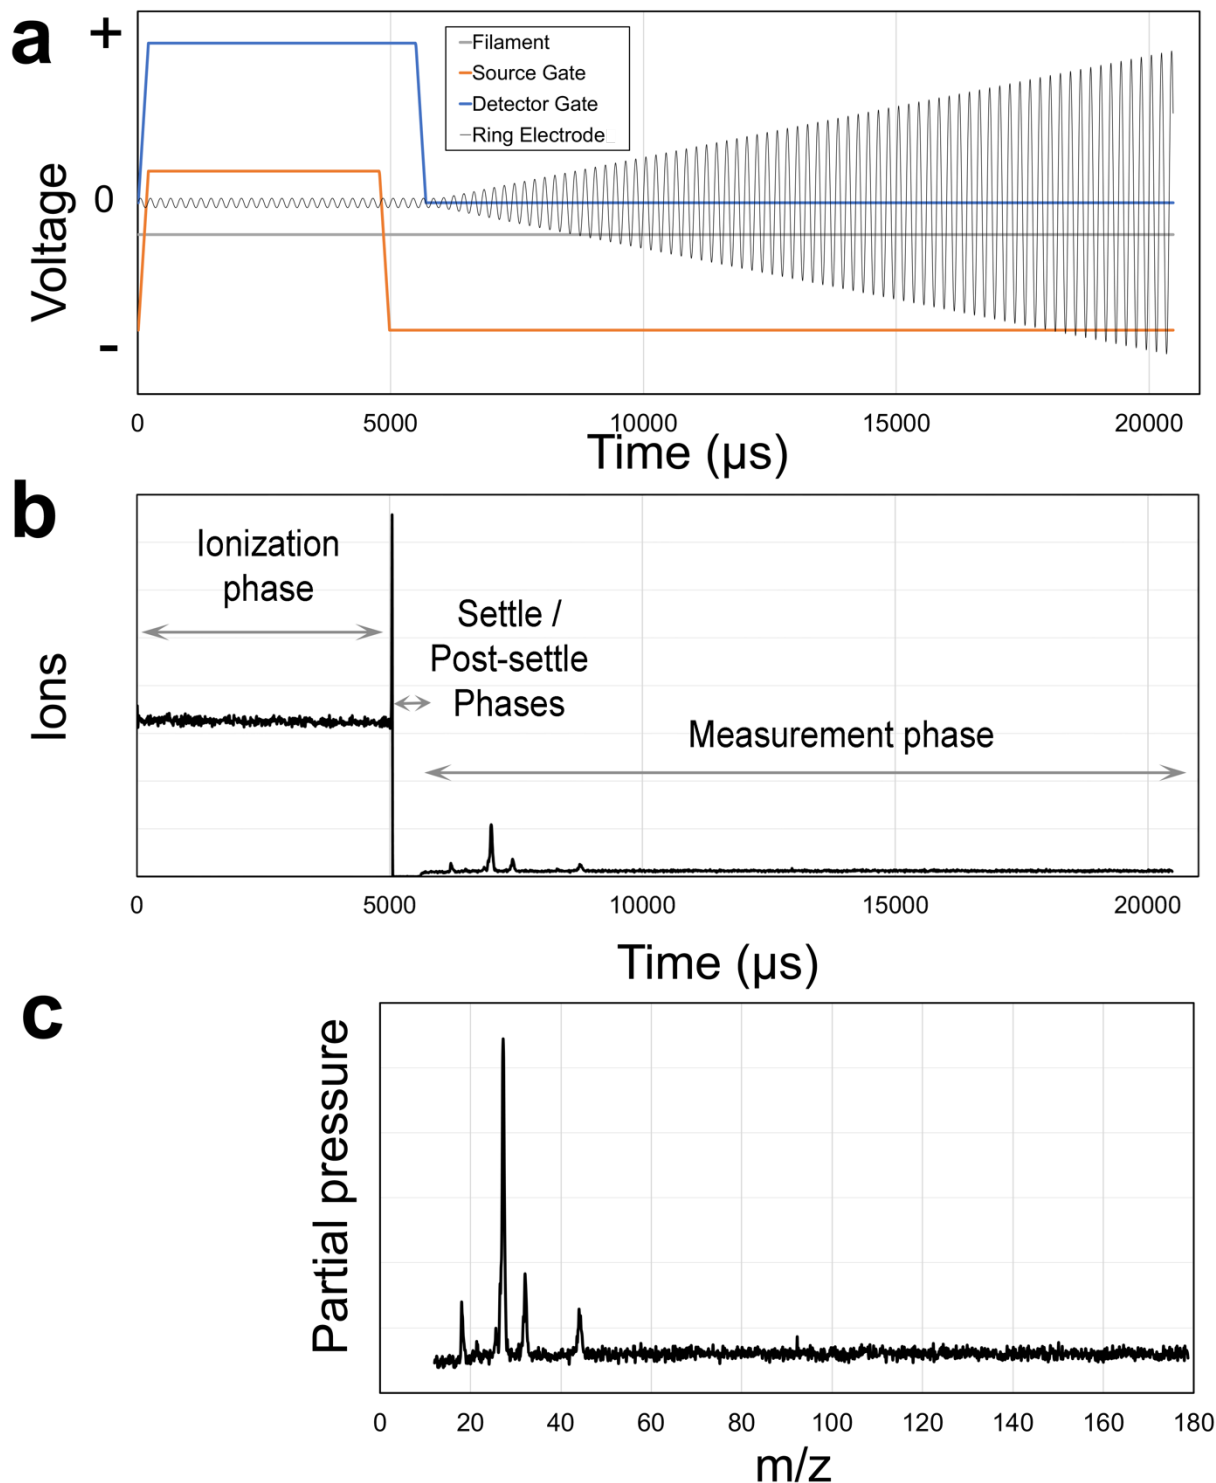 a
+
0
-
Voltage
Filament
Source Gate
Detector Gate
Ring Electrode
0 5000 10000 15000 20000
Time (µs)
b
Ions
Ionization
phase
Settle /
Post-settle
Phases
Measurement phase
0 5000 10000 15000 20000
Time (µs)
c
Partial pressure
0 20 40 60 80 100 120 140 160 180
m/z